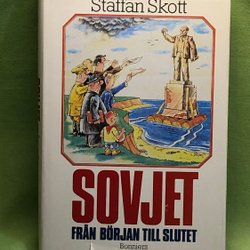 Staffan Skott
SOVJET
FRÅN BÖRJAN TILL SLUTET
Bonniers